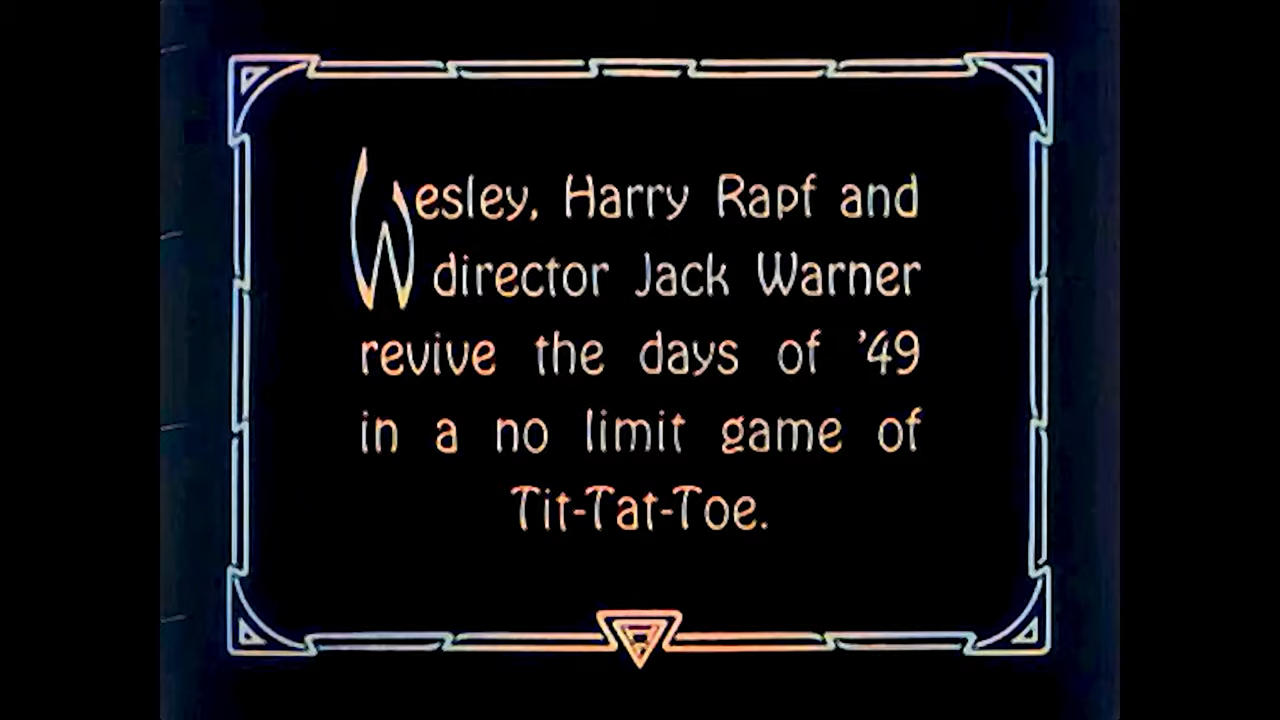 Wesley, Harry Rapf and
director Jack Warner
revive the days of '49
in a no limit game of
Tit-Tat-Toe.